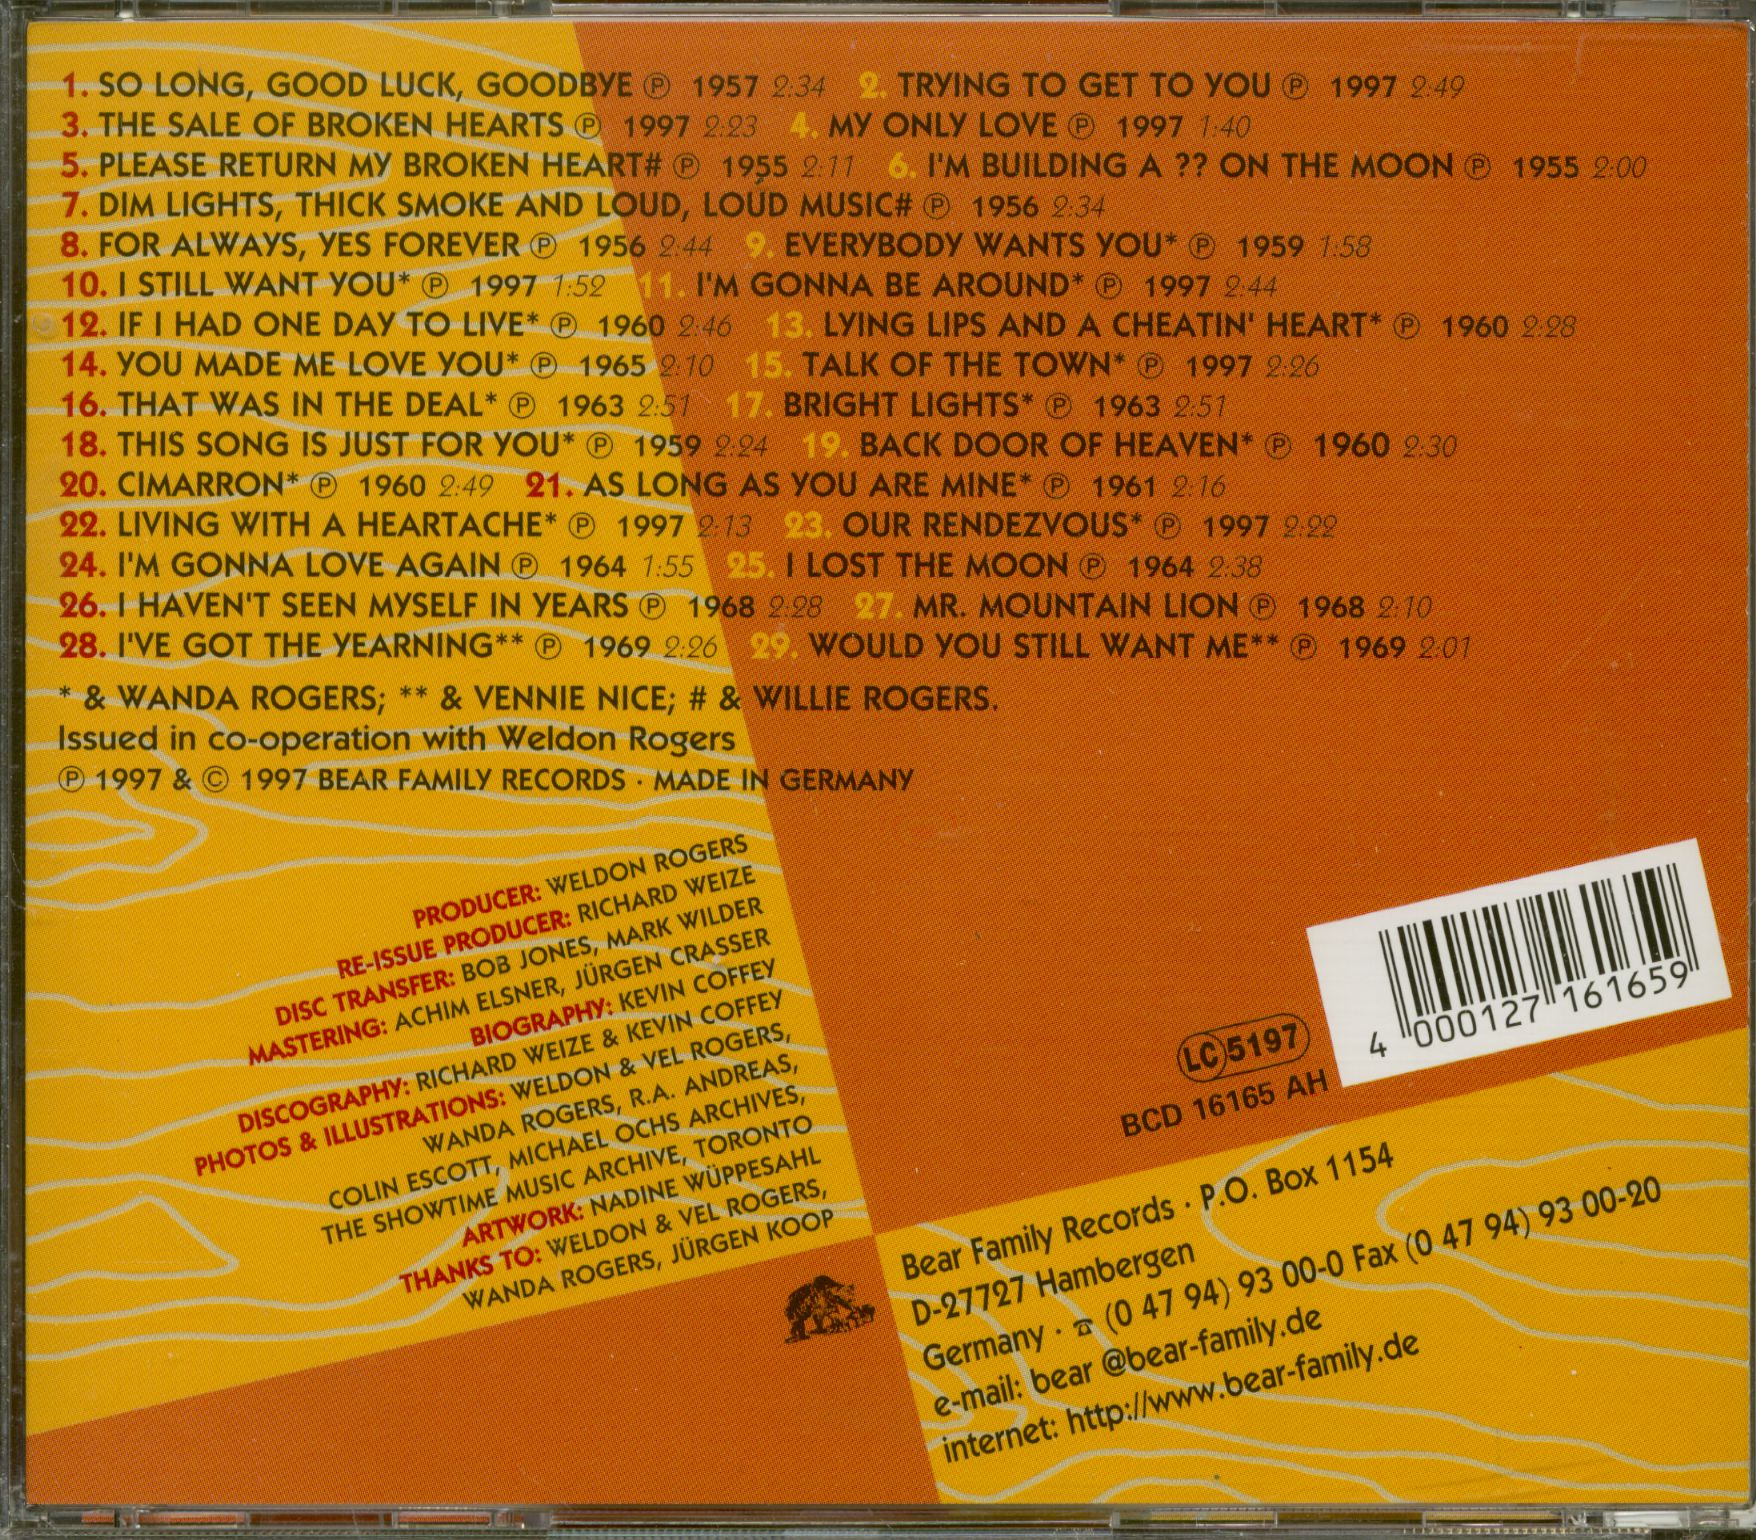 1. SO LONG, GOOD LUCK, GOODBYE ℗ 1957 2:34 2. TRYING TO GET TO YOU ℗ 1997 2:49
3. THE SALE OF BROKEN HEARTS ℗ 1997 2:23 4. MY ONLY LOVE ℗ 1997 1:40
5. PLEASE RETURN MY BROKEN HEART# ℗ 1955 2:11 6. I'M BUILDING A ?? ON THE MOON ℗ 1955 2:00
7. DIM LIGHTS, THICK SMOKE AND LOUD, LOUD MUSIC# ℗ 1956 2:34
8. FOR ALWAYS, YES FOREVER ℗ 1956 2:44 9. EVERYBODY WANTS YOU* ℗ 1959 1:58
10. I STILL WANT YOU* ℗ 1997 1:52 11. I'M GONNA BE AROUND* ℗ 1997 2:44
12. IF I HAD ONE DAY TO LIVE* ℗ 1960 2:46 13. LYING LIPS AND A CHEATIN' HEART* ℗ 1960 2:28
14. YOU MADE ME LOVE YOU* ℗ 1965 2:10 15. TALK OF THE TOWN* ℗ 1997 2:26
16. THAT WAS IN THE DEAL* ℗ 1963 2:51 17. BRIGHT LIGHTS* ℗ 1963 2:51
18. THIS SONG IS JUST FOR YOU* ℗ 1959 2:24 19. BACK DOOR OF HEAVEN* ℗ 1960 2:30
20. CIMARRON* ℗ 1960 2:49 21. AS LONG AS YOU ARE MINE* ℗ 1961 2:16
22. LIVING WITH A HEARTACHE* ℗ 1997 2:13 23. OUR RENDEZVOUS* ℗ 1997 2:22
24. I'M GONNA LOVE AGAIN ℗ 1964 1:55 25. I LOST THE MOON ℗ 1964 2:38
26. I HAVEN'T SEEN MYSELF IN YEARS ℗ 1968 2:28 27. MR. MOUNTAIN LION ℗ 1968 2:10
28. I'VE GOT THE YEARNING** ℗ 1969 2:26 29. WOULD YOU STILL WANT ME** ℗ 1969 2:01
* & WANDA ROGERS; ** & VENNIE NICE; # & WILLIE ROGERS.
Issued in co-operation with Weldon Rogers
℗ 1997 & © 1997 BEAR FAMILY RECORDS · MADE IN GERMANY
PRODUCER: WELDON ROGERS
RE-ISSUE PRODUCER: RICHARD WEIZE
DISC TRANSFER: BOB JONES, MARK WILDER
MASTERING: ACHIM ELSNER, JÜRGEN CRASSER
BIOGRAPHY: KEVIN COFFEY
DISCOGRAPHY: RICHARD WEIZE & KEVIN COFFEY
PHOTOS & ILLUSTRATIONS: WELDON & VEL ROGERS,
WANDA ROGERS, R.A. ANDREAS,
COLIN ESCOTT, MICHAEL OCHS ARCHIVES,
THE SHOWTIME MUSIC ARCHIVE, TORONTO
ARTWORK: NADINE WÜPPESAHL
THANKS TO: WELDON & VEL ROGERS,
WANDA ROGERS, JÜRGEN KOOP
4 000127 161659
LC 5197
BCD 16165 AH
Bear Family Records · P.O. Box 1154
D-27727 Hambergen
Germany · ☎ (0 47 94) 93 00-0 Fax (0 47 94) 93 00-20
e-mail: bear @bear-family.de
internet: http://www.bear-family.de